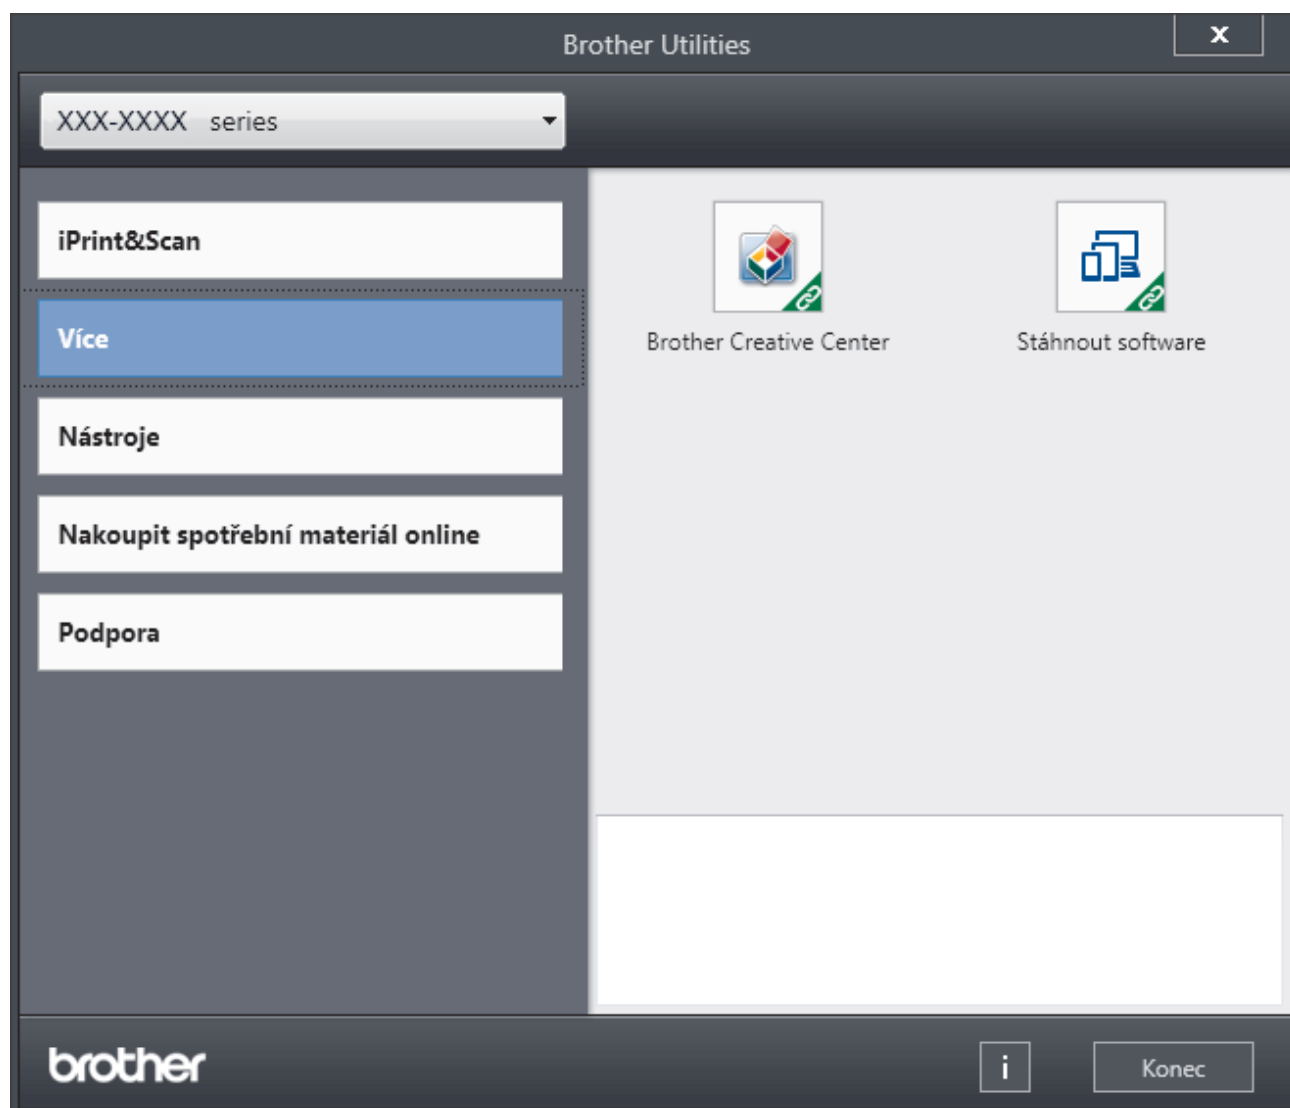 Brother Utilities
x
XXX-XXXX series
iPrint&Scan
Více
Nástroje
Nakoupit spotřební materiál online
Podpora
Brother Creative Center
Stáhnout software
brother
i
Konec